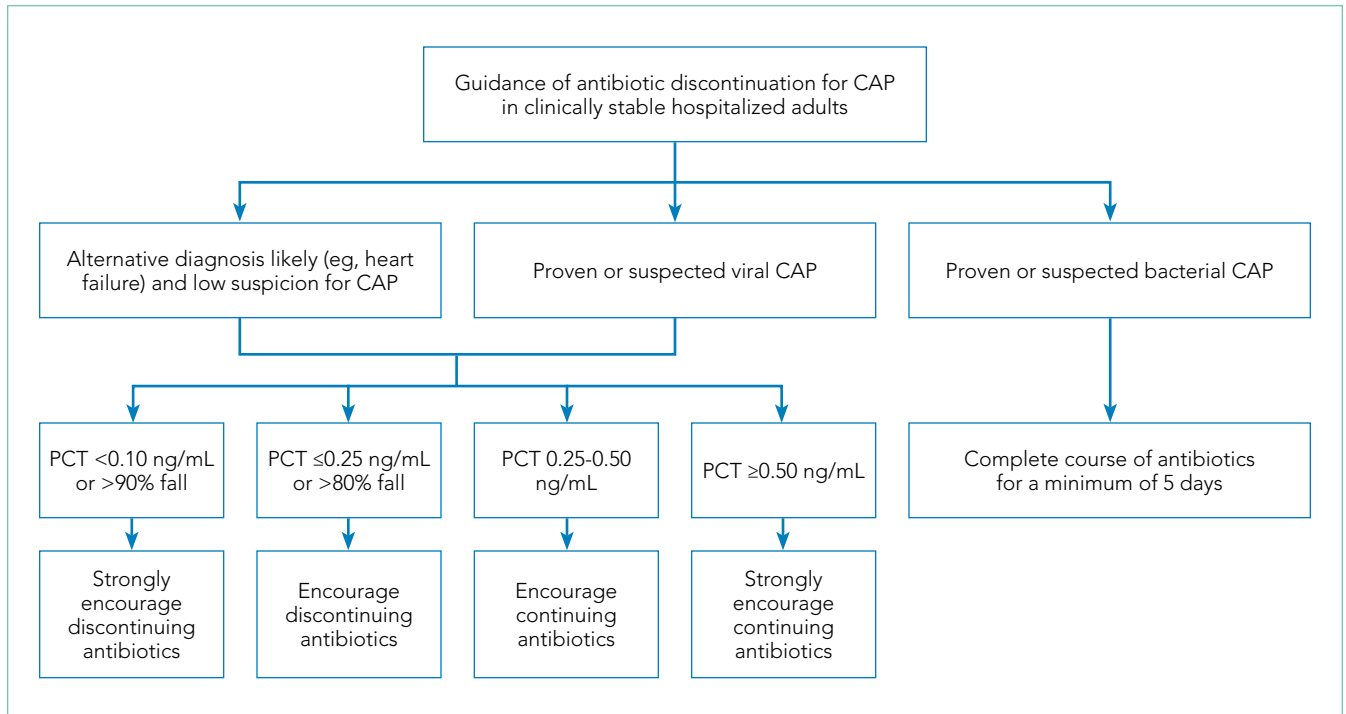 Guidance of antibiotic discontinuation for CAP
in clinically stable hospitalized adults
Alternative diagnosis likely (eg, heart
failure) and low suspicion for CAP
Proven or suspected viral CAP
Proven or suspected bacterial CAP
PCT <0.10 ng/mL
or >90% fall
PCT ≤0.25 ng/mL
or >80% fall
PCT 0.25-0.50
ng/mL
PCT ≥0.50 ng/mL
Complete course of antibiotics
for a minimum of 5 days
Strongly
encourage
discontinuing
antibiotics
Encourage
discontinuing
antibiotics
Encourage
continuing
antibiotics
Strongly
encourage
continuing
antibiotics